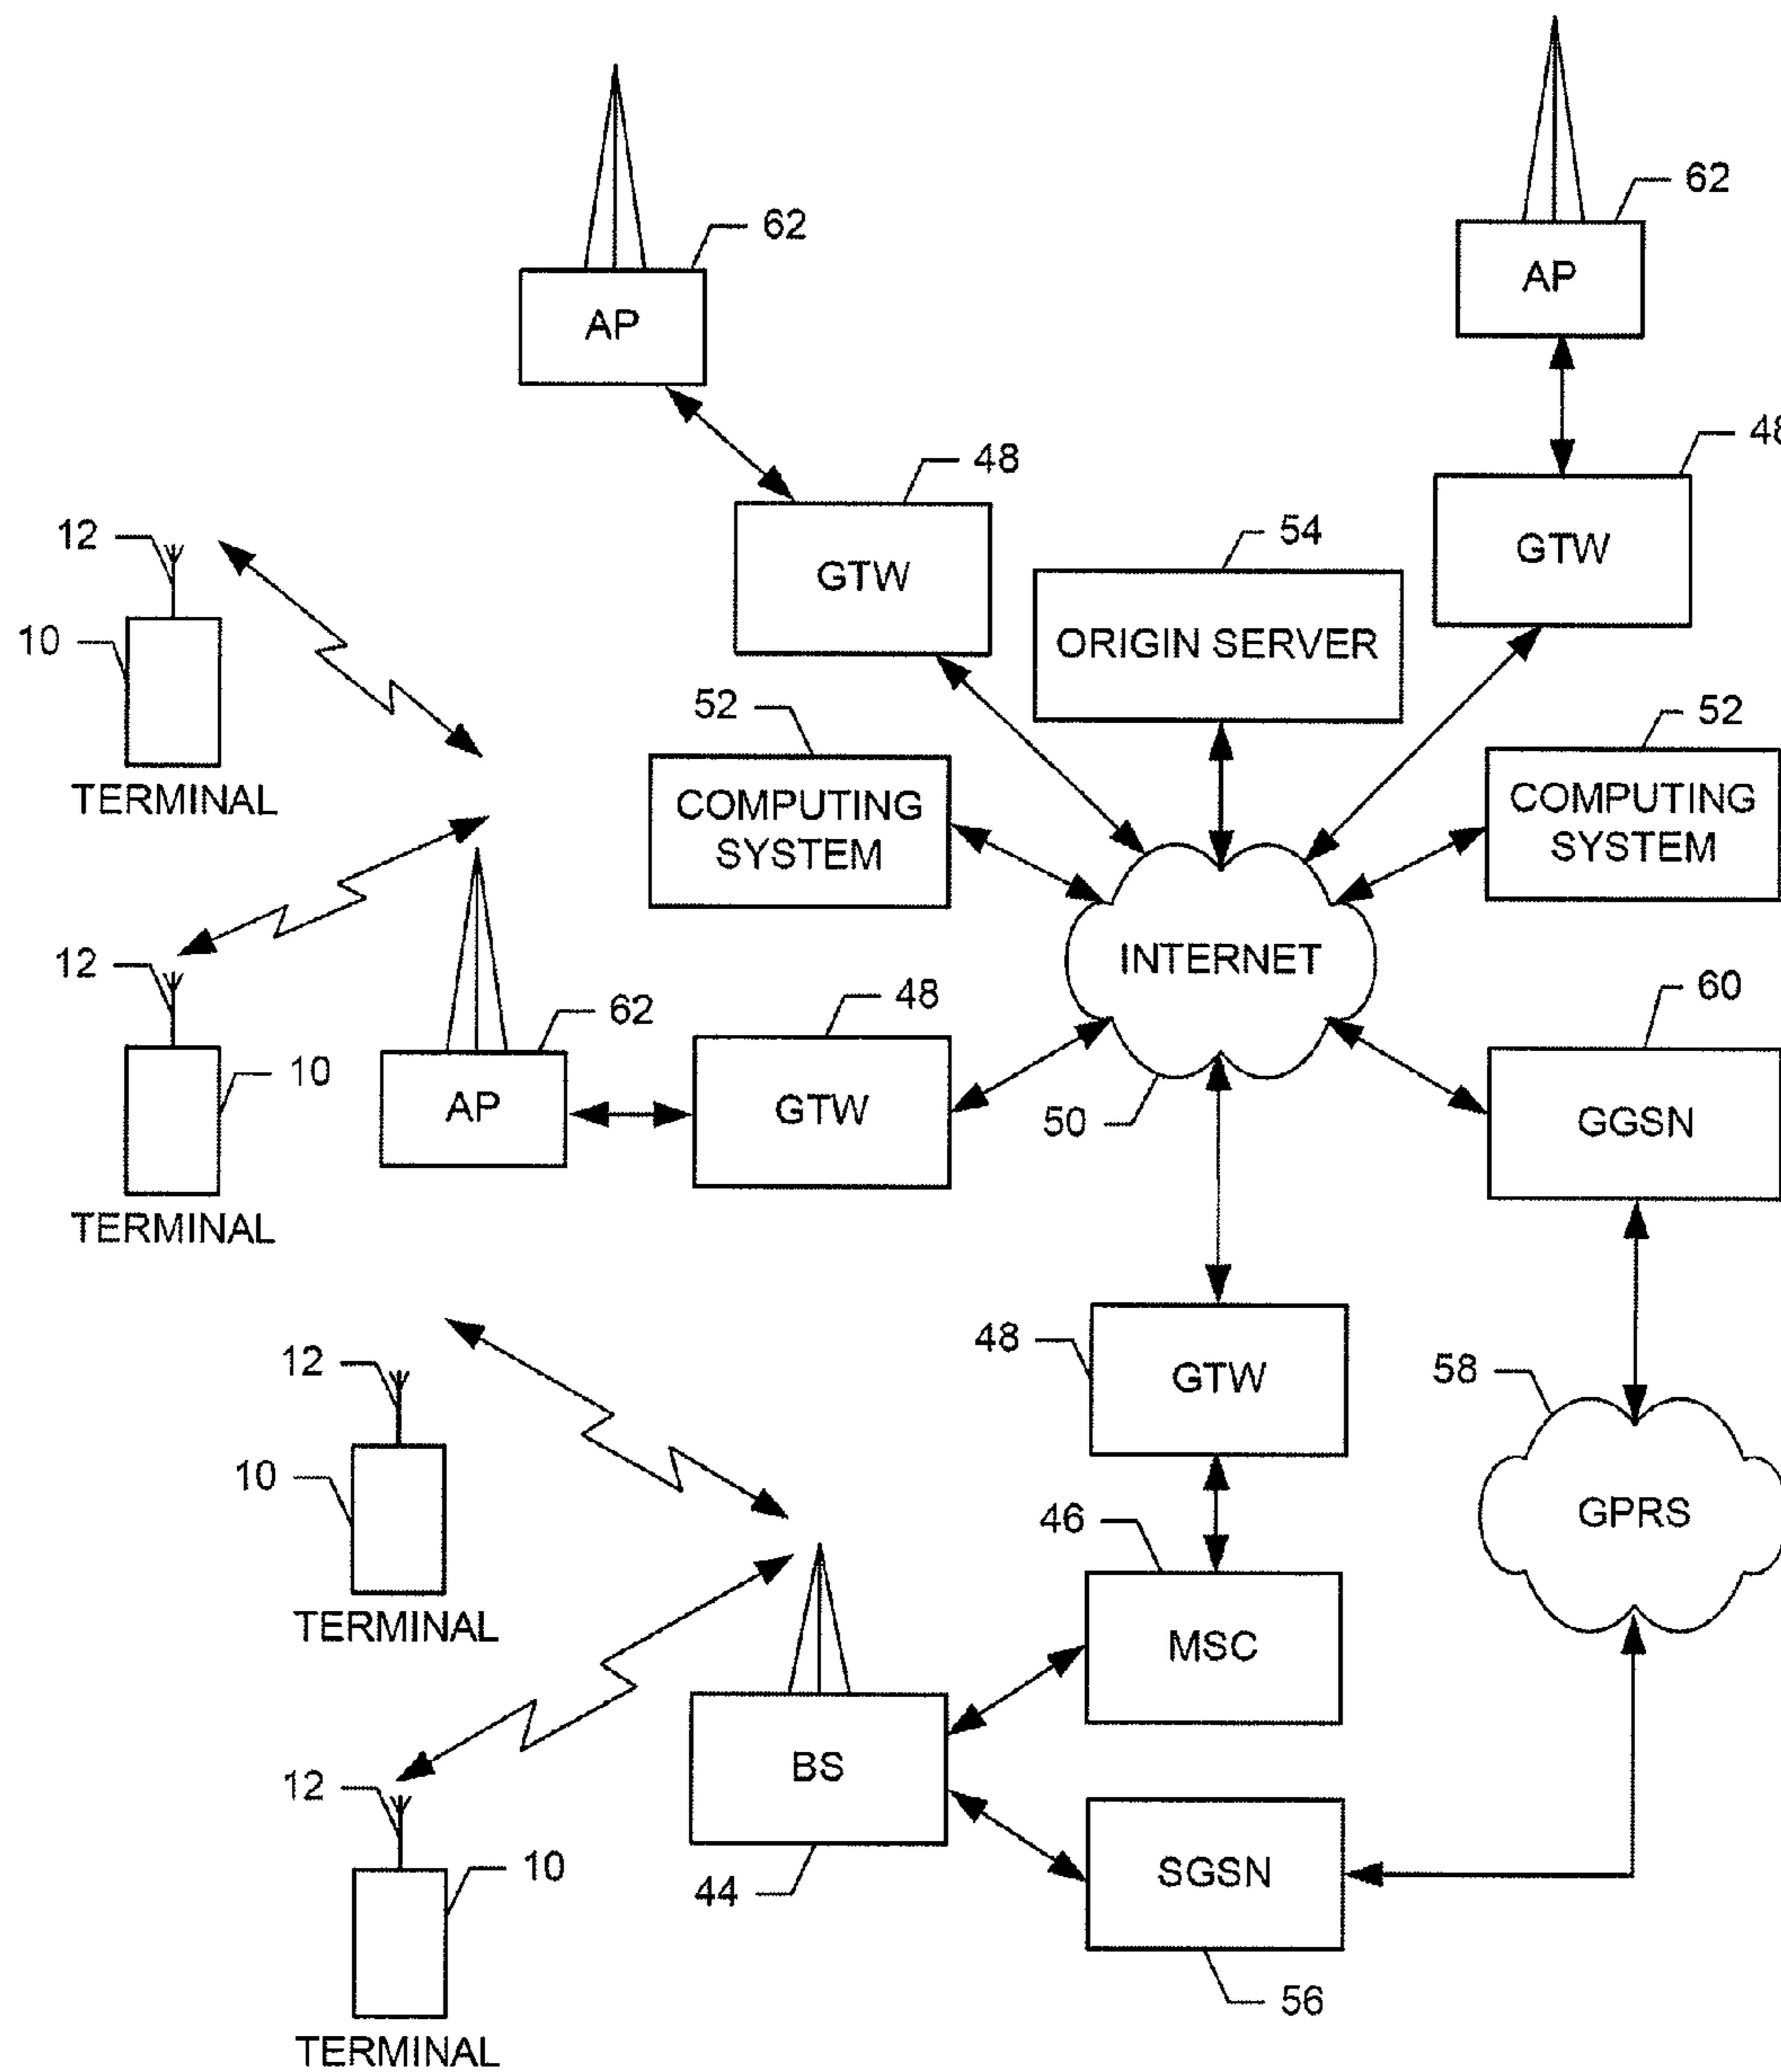 62
AP
62
AP
48
GTW
48
GTW
54
ORIGIN SERVER
12
10
TERMINAL
52
COMPUTING
SYSTEM
52
COMPUTING
SYSTEM
INTERNET
50
12
10
TERMINAL
62
AP
48
GTW
60
GGSN
48
GTW
58
GPRS
12
10
TERMINAL
46
MSC
BS
44
12
10
TERMINAL
SGSN
56